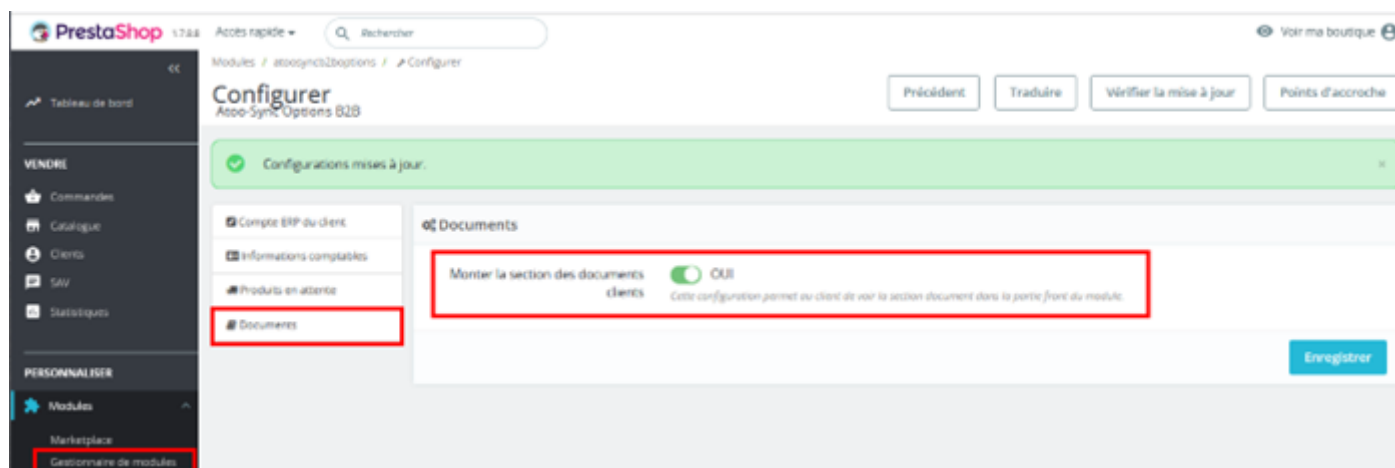 PrestaShop 1.7.8.8 Accès rapide Rechercher Voir ma boutique
Modules / atoosyncb2boptions / Configurer
Configurer
Atoo-Sync Options B2B
Précédent Traduire Vérifier la mise à jour Points d'accroche
Tableau de bord
Configurations mises à jour.
VENDRE
Commandes
Catalogue
Clients
SAV
Statistiques
PERSONNALISER
Modules
Marketplace
Gestionnaire de modules
Compte ERP du client
Informations comptables
Produits en attente
Documents
Documents
Monter la section des documents
clients
OUI
Cette configuration permet au client de voir la section document dans la partie front du module.
Enregistrer